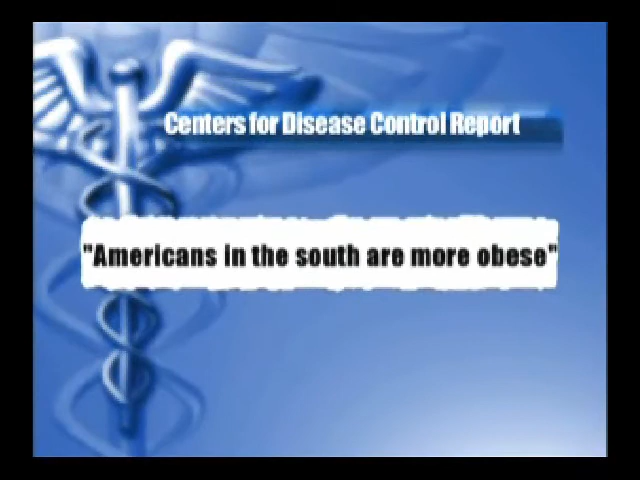 Centers for Disease Control Report
"Americans in the south are more obese"